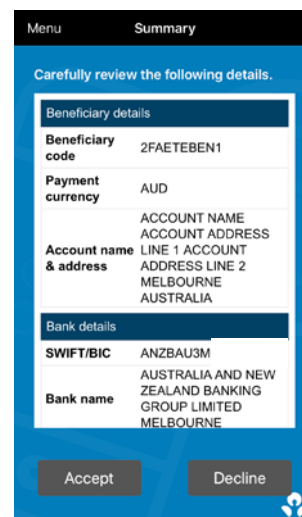 Menu Summary
Carefully review the following details.
Beneficiary details
Beneficiary code 2FAETEBEN1
Payment currency AUD
Account name & address ACCOUNT NAME
ACCOUNT ADDRESS
LINE 1 ACCOUNT
ADDRESS LINE 2
MELBOURNE
AUSTRALIA
Bank details
SWIFT/BIC ANZBAU3M
Bank name AUSTRALIA AND NEW
ZEALAND BANKING
GROUP LIMITED
MELBOURNE
Accept Decline